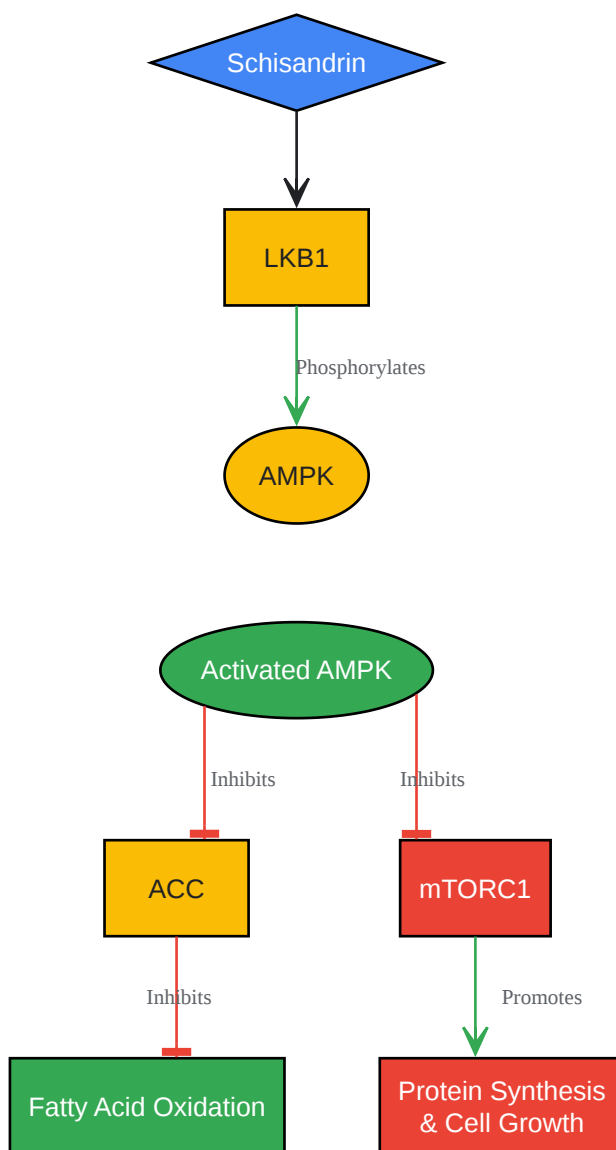 Schisandrin
LKB1
Phosphorylates
AMPK
Activated AMPK
Inhibits
Inhibits
ACC
mTORC1
Inhibits
Promotes
Fatty Acid Oxidation
Protein Synthesis
& Cell Growth